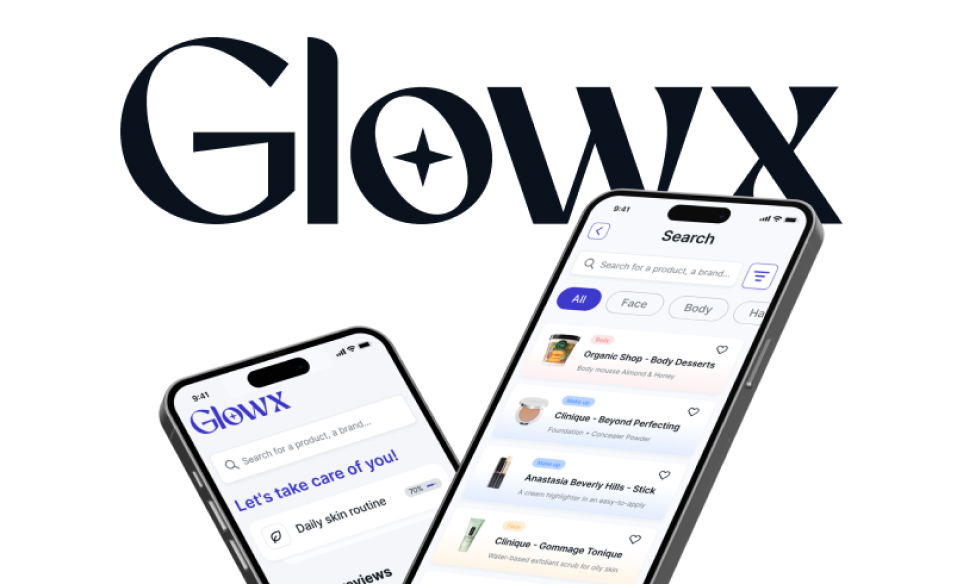 Glowx
9:41
Search
Search for a product, a brand...
All
Face
Body
Ha
Body
Organic Shop - Body Desserts
Body mousse Almond & Honey
Make up
Clinique - Beyond Perfecting
Foundation + Concealer Powder
Make up
Anastasia Beverly Hills - Stick
A cream highlighter in an easy-to-apply
Face
Clinique - Gommage Tonique
Water-based exfoliant scrub for oily skin
9:41
Glowx
Search for a product, a brand...
Let's take care of you!
Daily skin routine
70%
reviews